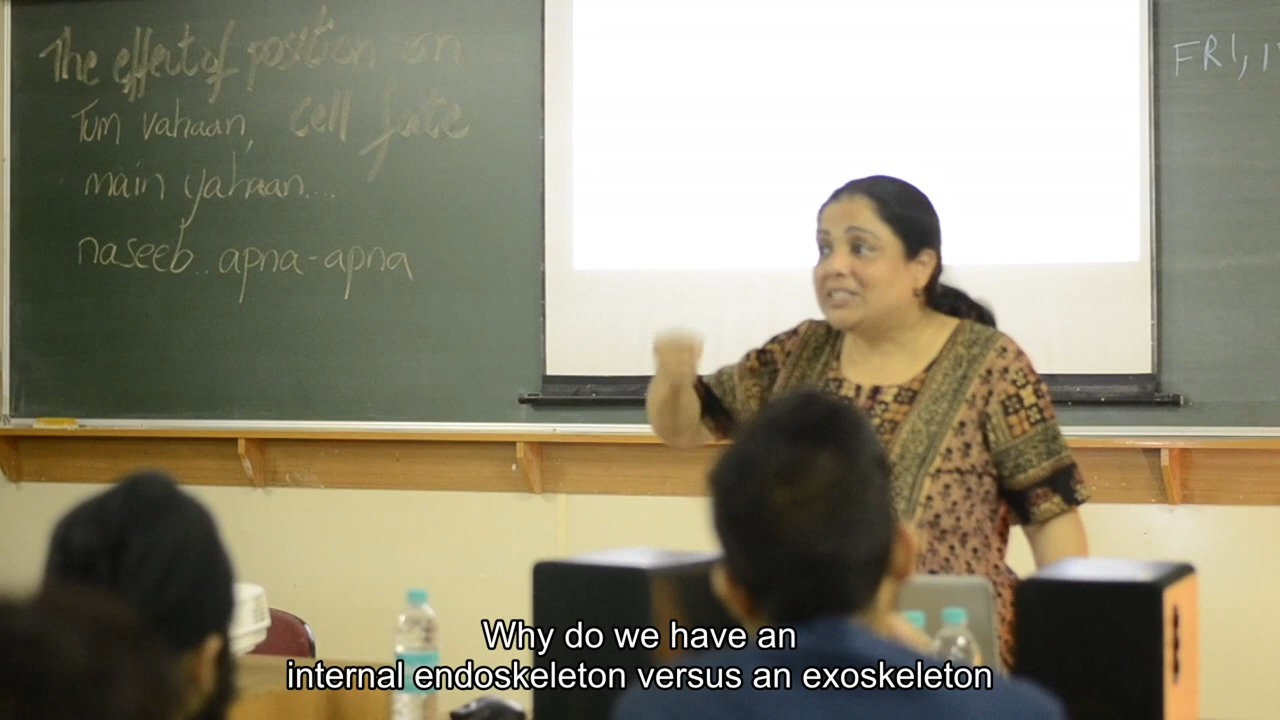 The effect of position on
cell fate
Tum vahaan,
main yahaan....
naseeb.. apna-apna
FRI, 1
Why do we have an
internal endoskeleton versus an exoskeleton